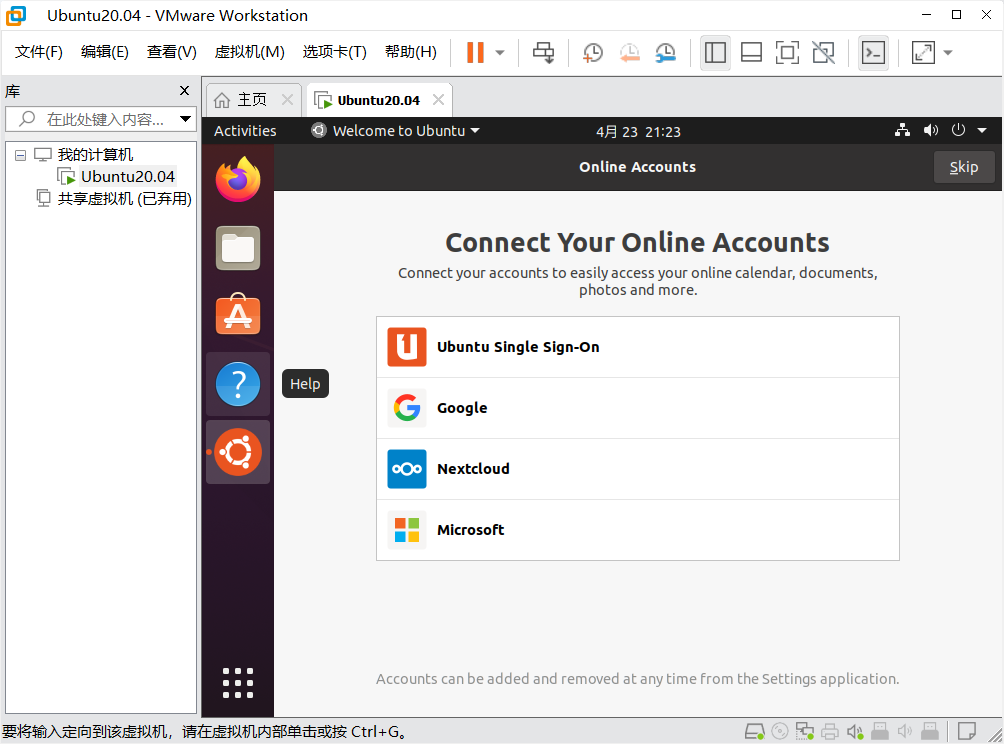 Ubuntu20.04 - VMware Workstation
文件(F) 编辑(E) 查看(V) 虚拟机(M) 选项卡(T) 帮助(H)
库
在此处键入内容...
我的计算机
Ubuntu20.04
共享虚拟机 (已弃用)
主页 Ubuntu20.04
Activities Welcome to Ubuntu 4月 23 21:23
Online Accounts Skip
Connect Your Online Accounts
Connect your accounts to easily access your online calendar, documents,
photos and more.
Ubuntu Single Sign-On
Help
Google
Nextcloud
Microsoft
Accounts can be added and removed at any time from the Settings application.
要将输入定向到该虚拟机，请在虚拟机内部单击或按 Ctrl+G。